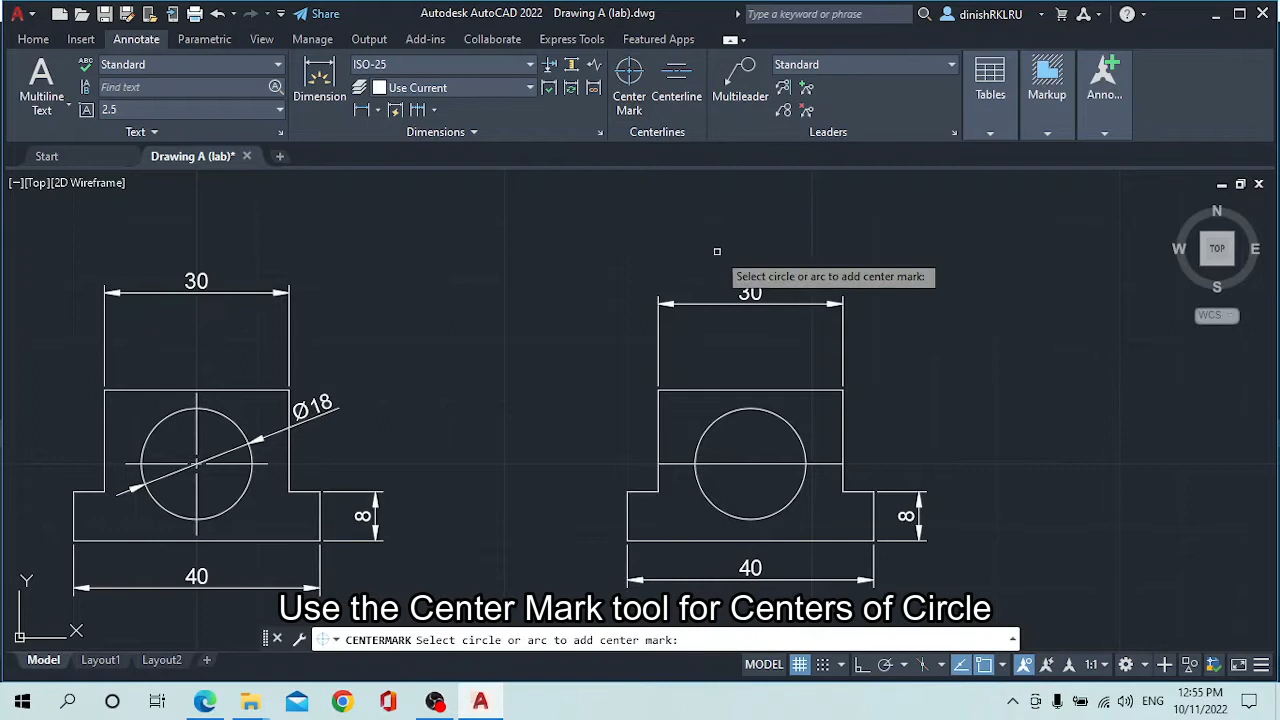 Share
Autodesk AutoCAD 2022 Drawing A (lab).dwg
Type a keyword or phrase
dinishRKLRU
Home Insert Annotate Parametric View Manage Output Add-ins Collaborate Express Tools Featured Apps
A
Multiline
Text
ABC
Standard
Find text
2.5
Text
Dimension
ISO-25
Use Current
Dimensions
Center
Mark
Centerline
Centerlines
Multileader
Standard
Leaders
Tables
Markup
Anno...
Start
Drawing A (lab)*
[−][Top][2D Wireframe]
N
W TOP E
S
WCS
Select circle or arc to add center mark:
30
30
Ø18
8
8
40
40
Y
X
Use the Center Mark tool for Centers of Circle
CENTERMARK Select circle or arc to add center mark:
Model Layout1 Layout2 +
MODEL
1:1
ENG
12:55 PM
10/11/2022